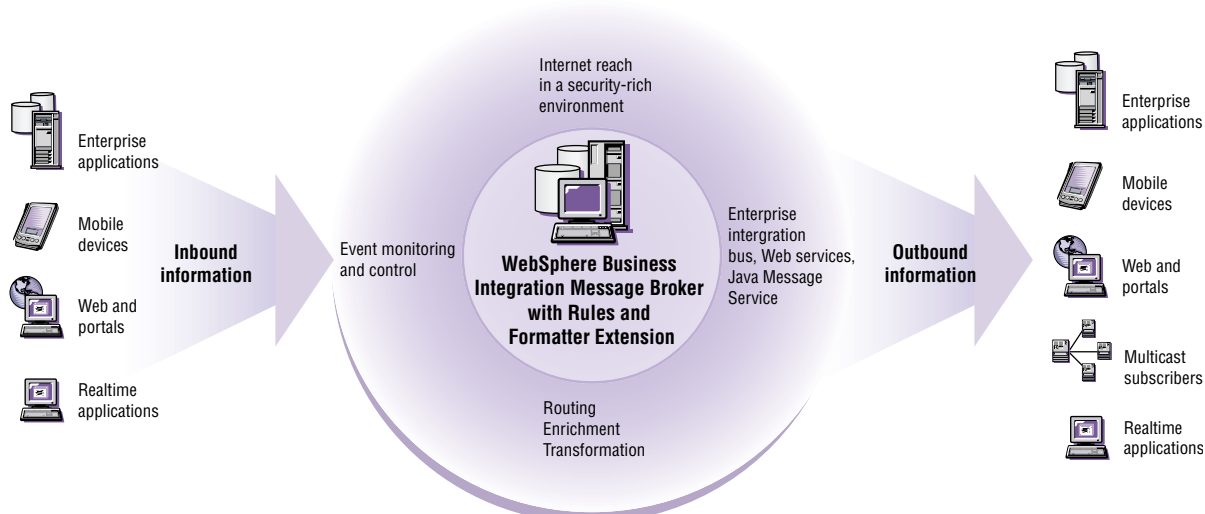 Enterprise
applications
Mobile
devices
Web and
portals
Realtime
applications
Inbound
information
Internet reach
in a security-rich
environment
Event monitoring
and control
WebSphere Business
Integration Message Broker
with Rules and
Formatter Extension
Enterprise
intergration
bus, Web services,
Java Message
Service
Routing
Enrichment
Transformation
Outbound
information
Enterprise
applications
Mobile
devices
Web and
portals
Multicast
subscribers
Realtime
applications